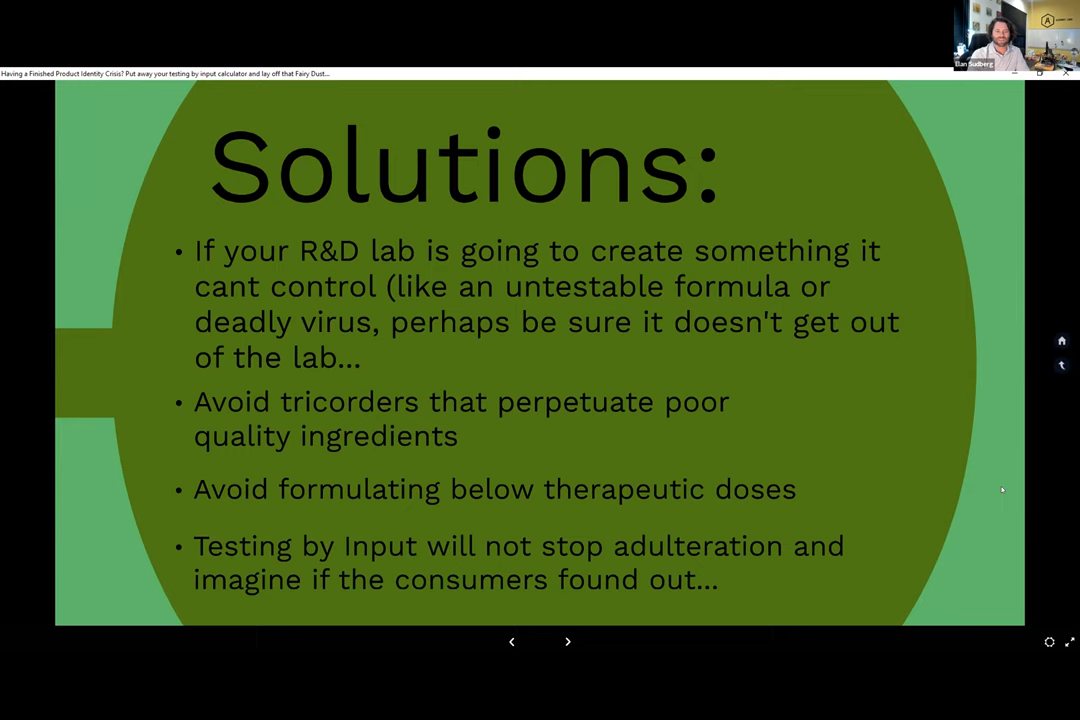 Elan Sudberg
Having a Finished Product Identity Crisis? Put away your testing by input calculator and lay off that Fairy Dust...
Solutions:
• If your R&D lab is going to create something it
cant control (like an untestable formula or
deadly virus, perhaps be sure it doesn't get out
of the lab...
• Avoid tricorders that perpetuate poor
quality ingredients
• Avoid formulating below therapeutic doses
• Testing by Input will not stop adulteration and
imagine if the consumers found out...